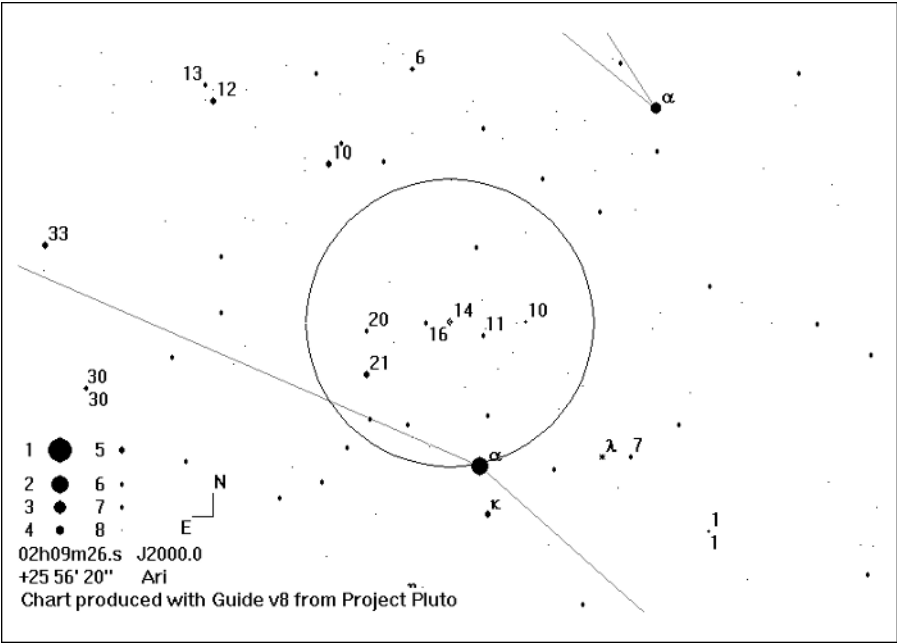 6
13
12
α
10
33
20
14
10
16
11
21
30
30
α
λ 7
1 5
2 6
3 7
4 8
N
E
κ
1
1
02h09m26.s J2000.0
+25 56' 20" Ari
Chart produced with Guide v8 from Project Pluto